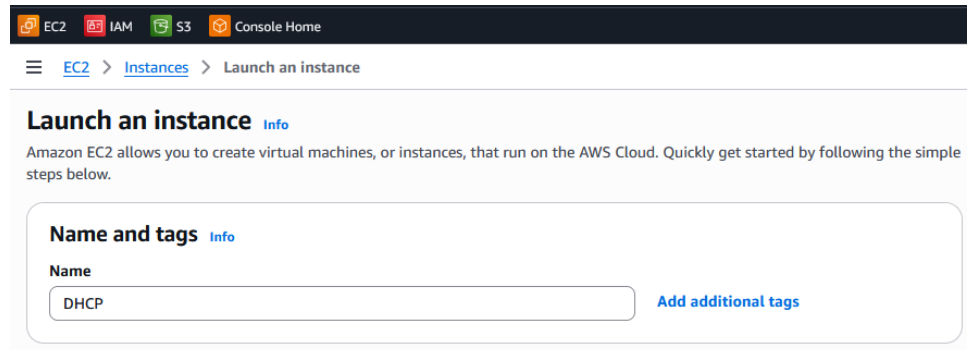 EC2 IAM S3 Console Home
EC2 > Instances > Launch an instance
Launch an instance Info
Amazon EC2 allows you to create virtual machines, or instances, that run on the AWS Cloud. Quickly get started by following the simple
steps below.
Name and tags Info
Name
DHCP Add additional tags